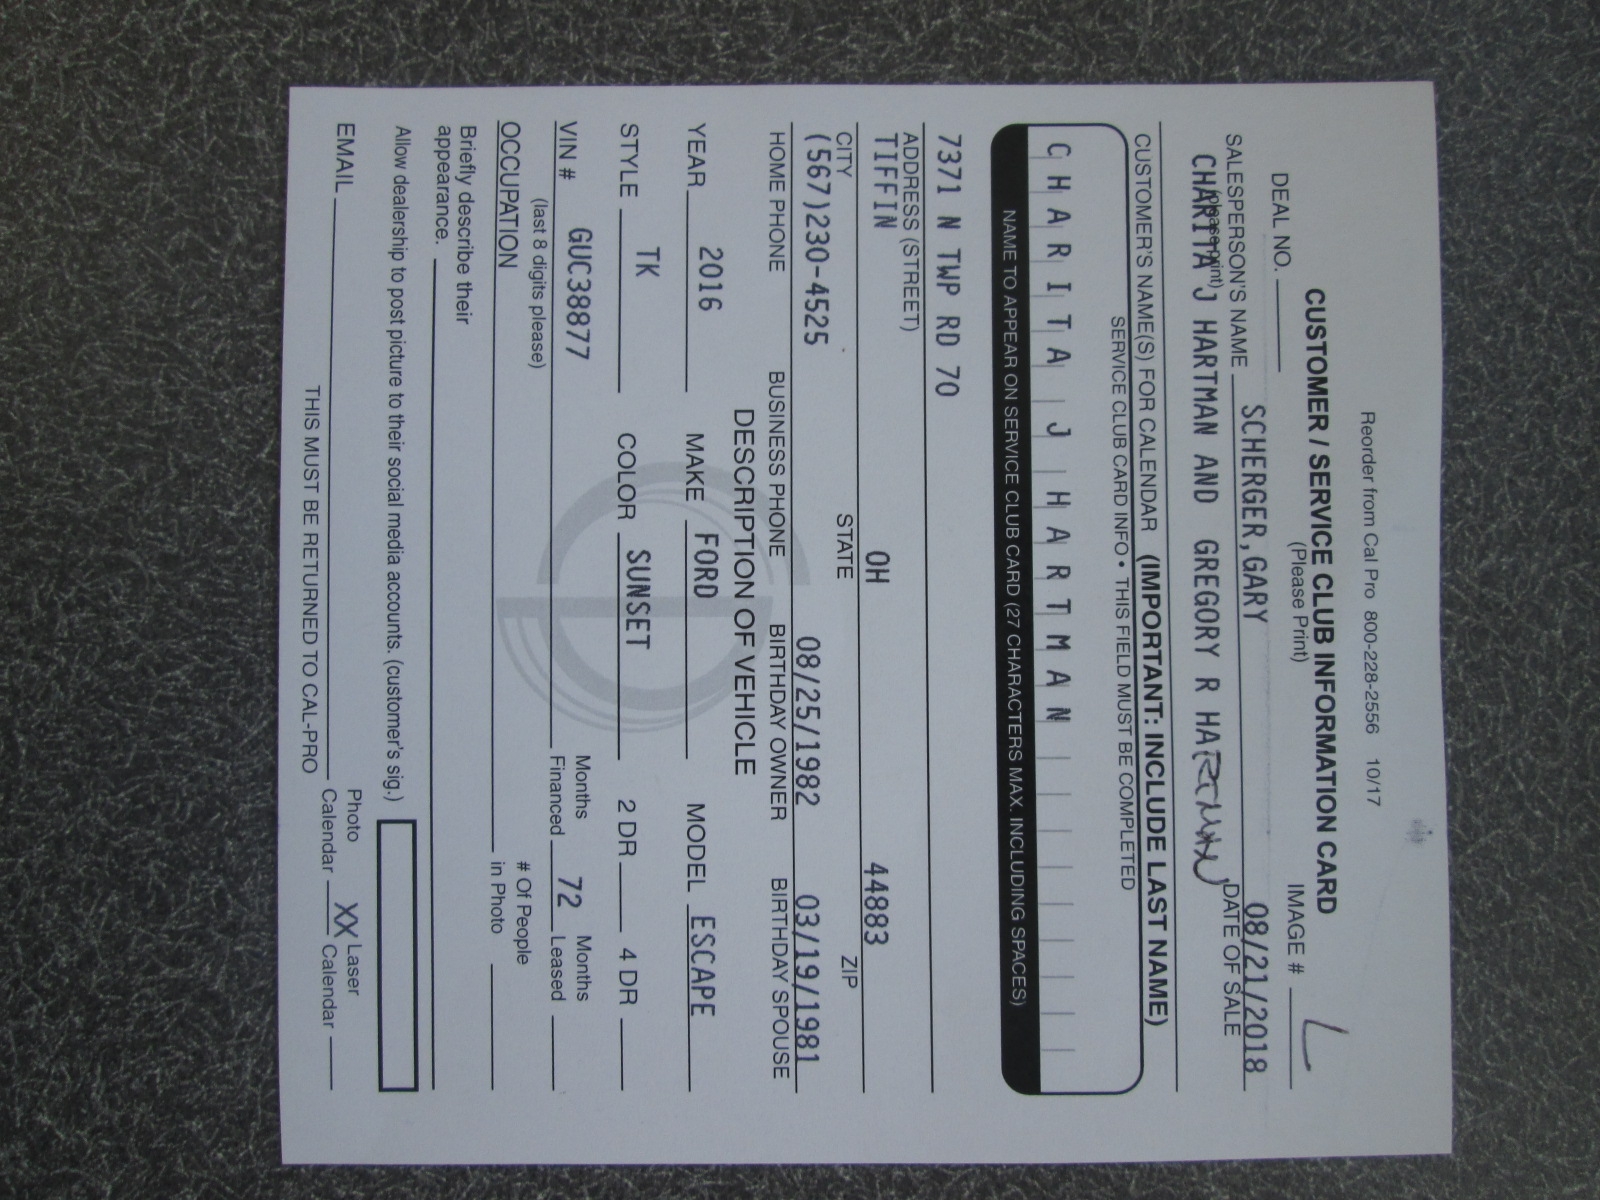 Reorder from Cal Pro 800-228-2556 10/17
CUSTOMER / SERVICE CLUB INFORMATION CARD
(Please Print)
DEAL NO. IMAGE #
SCHERGER,GARY 08/21/2018
SALESPERSON'S NAME DATE OF SALE
(please print)
CHARITA J HARTMAN AND GREGORY R
CUSTOMER'S NAME(S) FOR CALENDAR (IMPORTANT: INCLUDE LAST NAME)
SERVICE CLUB CARD INFO • THIS FIELD MUST BE COMPLETED
CHARITA J HARTMAN
NAME TO APPEAR ON SERVICE CLUB CARD (27 CHARACTERS MAX. INCLUDING SPACES)
7371 N TWP RD 70
ADDRESS (STREET)
TIFFIN OH 44883
CITY STATE ZIP
(567)230-4525 08/25/1982 03/19/1981
HOME PHONE BUSINESS PHONE BIRTHDAY OWNER BIRTHDAY SPOUSE
DESCRIPTION OF VEHICLE
YEAR 2016 MAKE FORD MODEL ESCAPE
STYLE TK COLOR SUNSET 2 DR 4 DR
VIN # GUC38877 Months Financed 72 Months Leased
(last 8 digits please)
OCCUPATION # Of People in Photo
Briefly describe their
appearance.
Allow dealership to post picture to their social media accounts. (customer's sig.)
EMAIL Photo Calendar XX Laser Calendar
THIS MUST BE RETURNED TO CAL-PRO